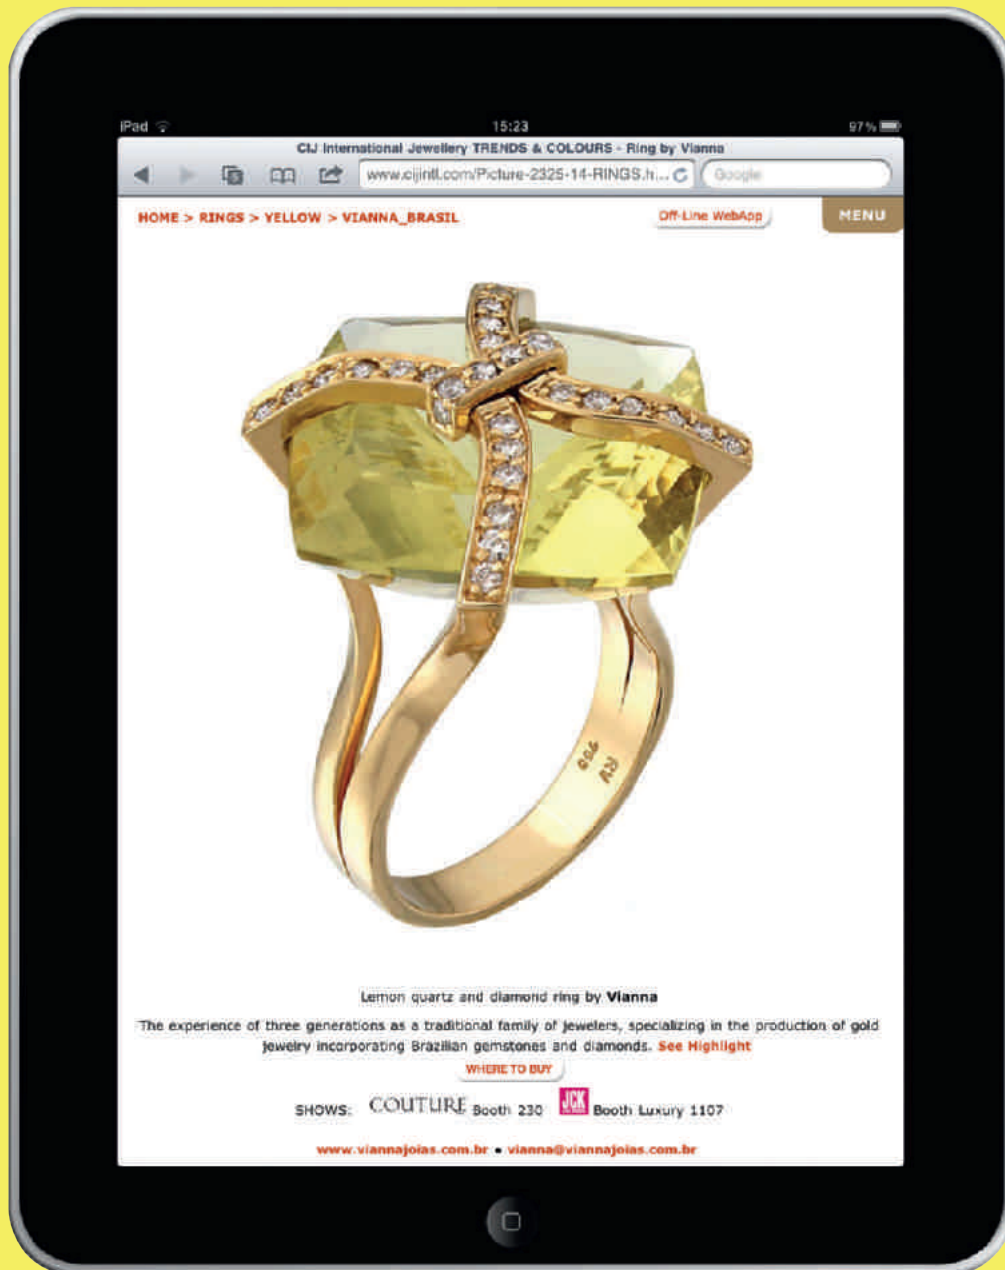 iPad
15:23
97%
CIJ International Jewellery TRENDS & COLOURS - Ring by Vianna
www.cijintl.com/Picture-2325-14-RINGS.h...
Google
HOME > RINGS > YELLOW > VIANNA_BRASIL
Off-Line WebApp
MENU
Lemon quartz and diamond ring by Vianna
The experience of three generations as a traditional family of jewelers, specializing in the production of gold
jewelry incorporating Brazilian gemstones and diamonds. See Highlight
WHERE TO BUY
SHOWS: COUTURE Booth 230 JCK Booth Luxury 1107
www.viannajoias.com.br • vianna@viannajoias.com.br